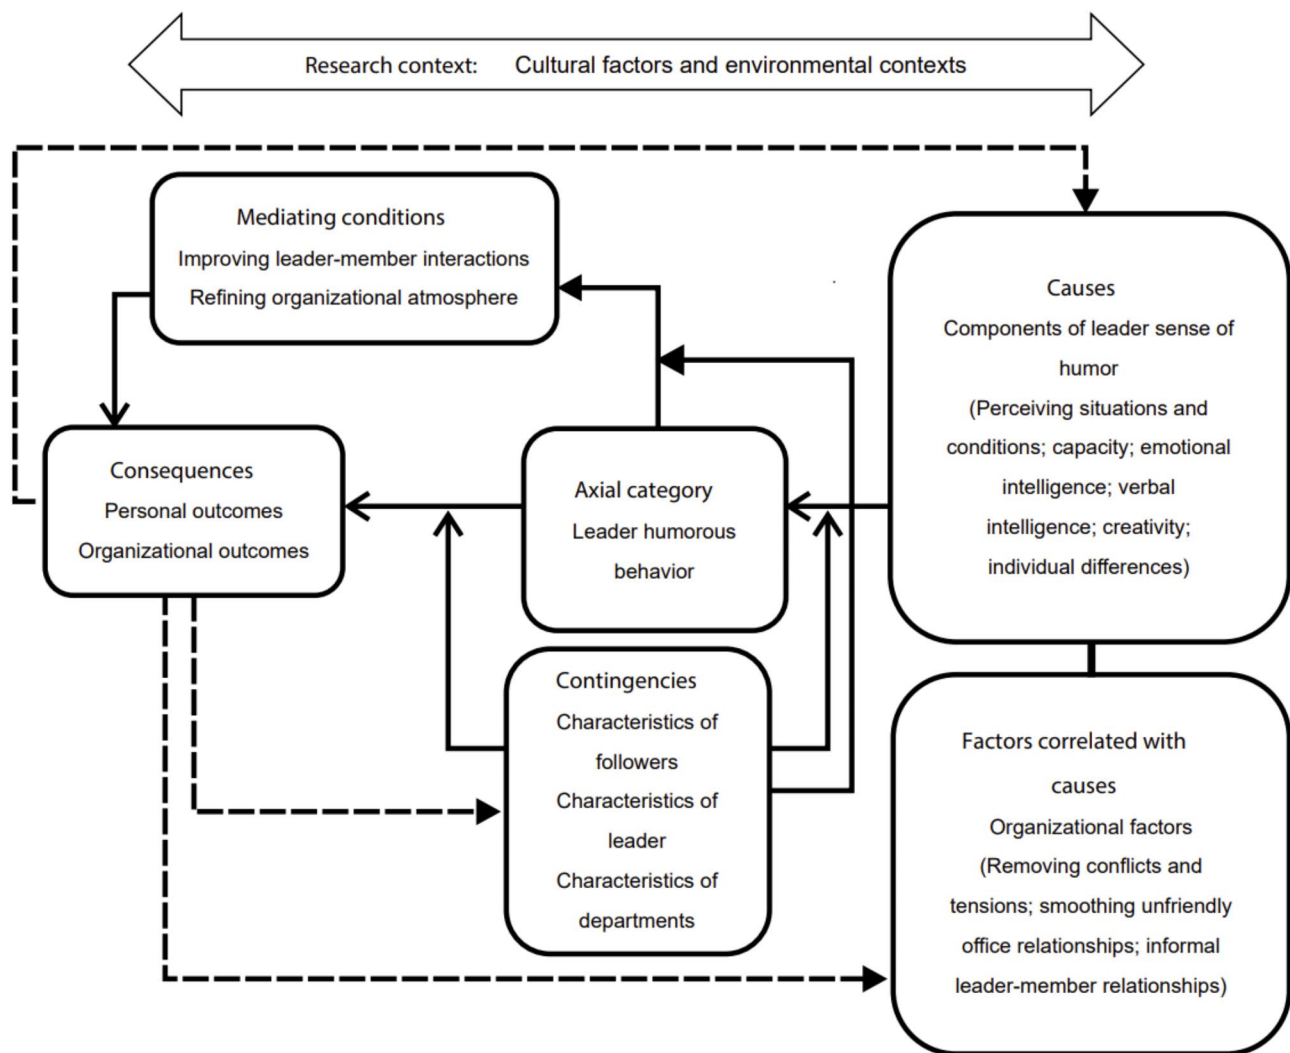 Research context: Cultural factors and environmental contexts
Mediating conditions
Improving leader-member interactions
Refining organizational atmosphere
Causes
Components of leader sense of
humor
(Perceiving situations and
conditions; capacity; emotional
intelligence; verbal
intelligence; creativity;
individual differences)
Consequences
Personal outcomes
Organizational outcomes
Axial category
Leader humorous
behavior
Contingencies
Characteristics of
followers
Characteristics of
leader
Characteristics of
departments
Factors correlated with
causes
Organizational factors
(Removing conflicts and
tensions; smoothing unfriendly
office relationships; informal
leader-member relationships)